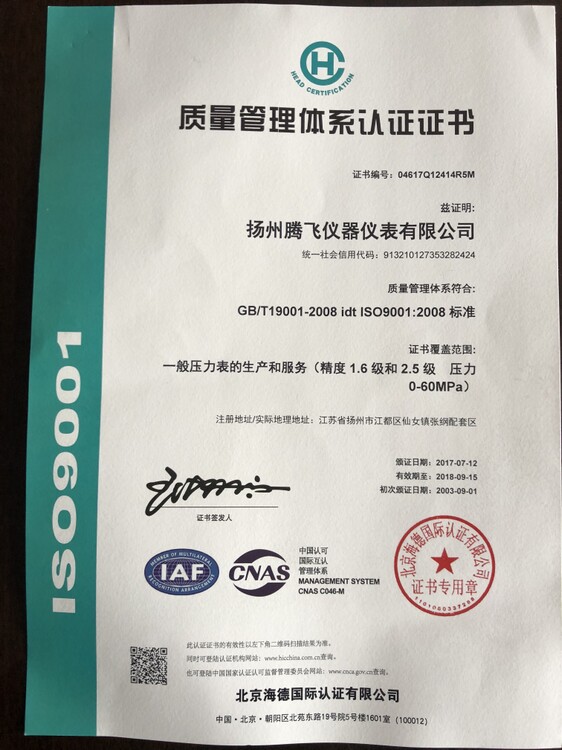 HC
HEAD CERTIFICATION
质量管理体系认证证书
证书编号：04617Q12414R5M
兹证明:
扬州腾飞仪器仪表有限公司
统一社会信用代码：913210127353282424
质量管理体系符合:
GB/T19001-2008 idt ISO9001:2008 标准
证书覆盖范围:
一般压力表的生产和服务（精度 1.6 级和 2.5 级 压力
0-60MPa）
注册地址/实际地理地址：江苏省扬州市江都区仙女镇张纲配套区
颁证日期：2017-07-12
有效期至：2018-09-15
初次颁证日期：2003-09-01
证书签发人
ISO9001
MEMBER OF MULTILATERAL
IAF
RECOGNITION ARRANGEMENT
CNAS
中国认可
国际互认
管理体系
MANAGEMENT SYSTEM
CNAS C046-M
北京海德国际认证有限公司
证书专用章
此认证证书的有效性以左下角二维码扫描结果为准。
同时可登陆认证机构网站：www.hicchina.com.cn查询。
也可登陆中国国家认证认可监督管理委员会网站：www.cnca.gov.cn查询。
北京海德国际认证有限公司
中国·北京·朝阳区北苑东路19号院5号楼1601室（100012）